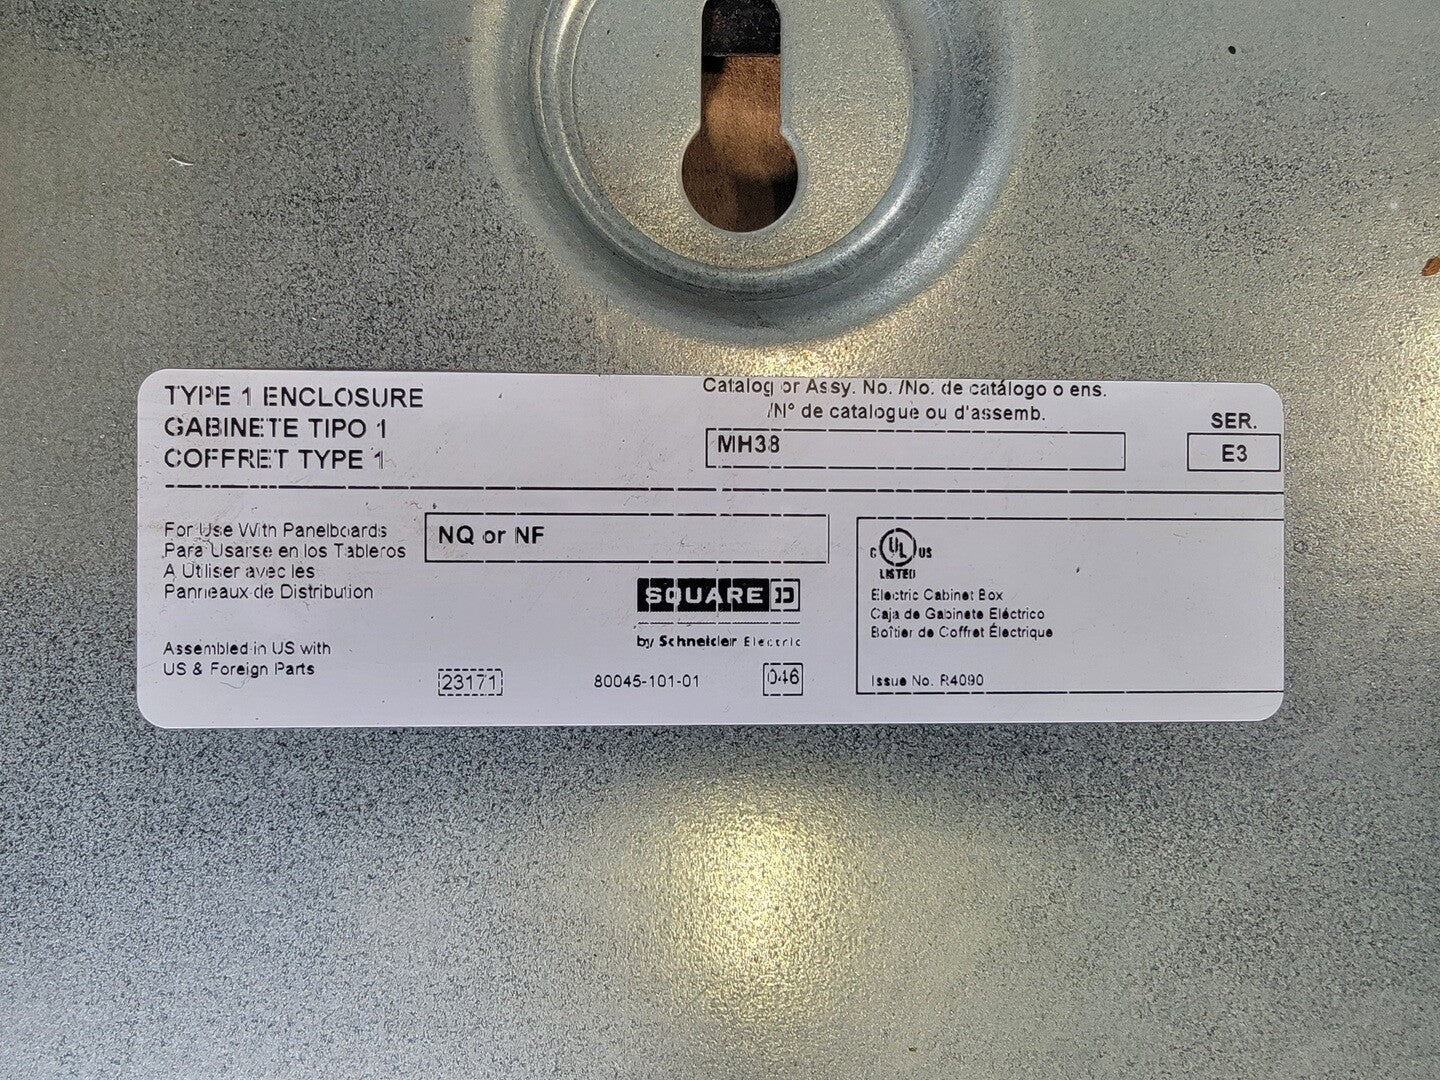 TYPE 1 ENCLOSURE
GABINETE TIPO 1
COFFRET TYPE 1
Catalog or Assy. No. /No. de catálogo o ens.
/N° de catalogue ou d'assemb.
MH38
SER.
E3
For Use With Panelboards
Para Usarse en los Tableros
A Utiliser avec les
Panneaux de Distribution
NQ or NF
SQUARE D
by Schneider Electric
Assembled in US with
US & Foreign Parts
23171
80045-101-01
046
C UL US
LISTED
Electric Cabinet Box
Caja de Gabinete Eléctrico
Boîtier de Coffret Électrique
Issue No. R4090